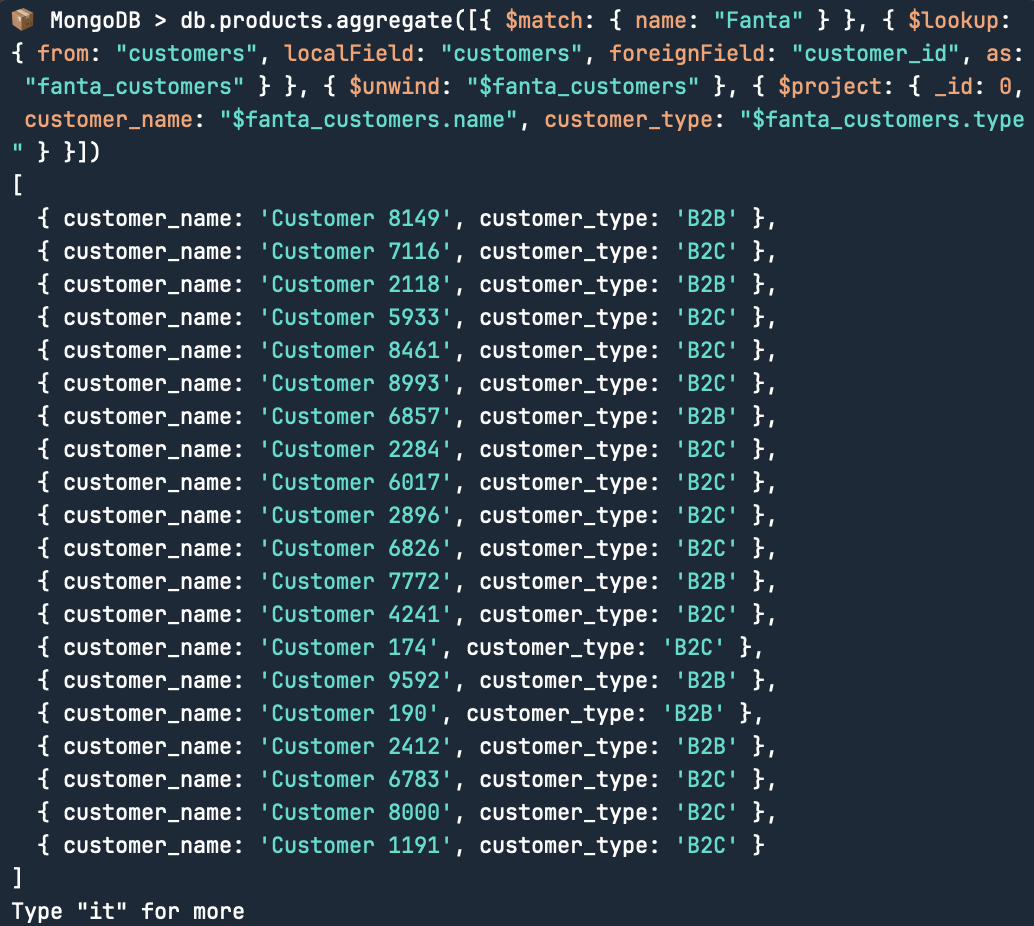 📦 MongoDB > db.products.aggregate([{ $match: { name: "Fanta" } }, { $lookup:
{ from: "customers", localField: "customers", foreignField: "customer_id", as:
 "fanta_customers" } }, { $unwind: "$fanta_customers" }, { $project: { _id: 0,
 customer_name: "$fanta_customers.name", customer_type: "$fanta_customers.type
" } }])
[
  { customer_name: 'Customer 8149', customer_type: 'B2B' },
  { customer_name: 'Customer 7116', customer_type: 'B2C' },
  { customer_name: 'Customer 2118', customer_type: 'B2B' },
  { customer_name: 'Customer 5933', customer_type: 'B2C' },
  { customer_name: 'Customer 8461', customer_type: 'B2C' },
  { customer_name: 'Customer 8993', customer_type: 'B2C' },
  { customer_name: 'Customer 6857', customer_type: 'B2B' },
  { customer_name: 'Customer 2284', customer_type: 'B2C' },
  { customer_name: 'Customer 6017', customer_type: 'B2C' },
  { customer_name: 'Customer 2896', customer_type: 'B2C' },
  { customer_name: 'Customer 6826', customer_type: 'B2C' },
  { customer_name: 'Customer 7772', customer_type: 'B2B' },
  { customer_name: 'Customer 4241', customer_type: 'B2C' },
  { customer_name: 'Customer 174', customer_type: 'B2C' },
  { customer_name: 'Customer 9592', customer_type: 'B2B' },
  { customer_name: 'Customer 190', customer_type: 'B2B' },
  { customer_name: 'Customer 2412', customer_type: 'B2B' },
  { customer_name: 'Customer 6783', customer_type: 'B2C' },
  { customer_name: 'Customer 8000', customer_type: 'B2C' },
  { customer_name: 'Customer 1191', customer_type: 'B2C' }
]
Type "it" for more